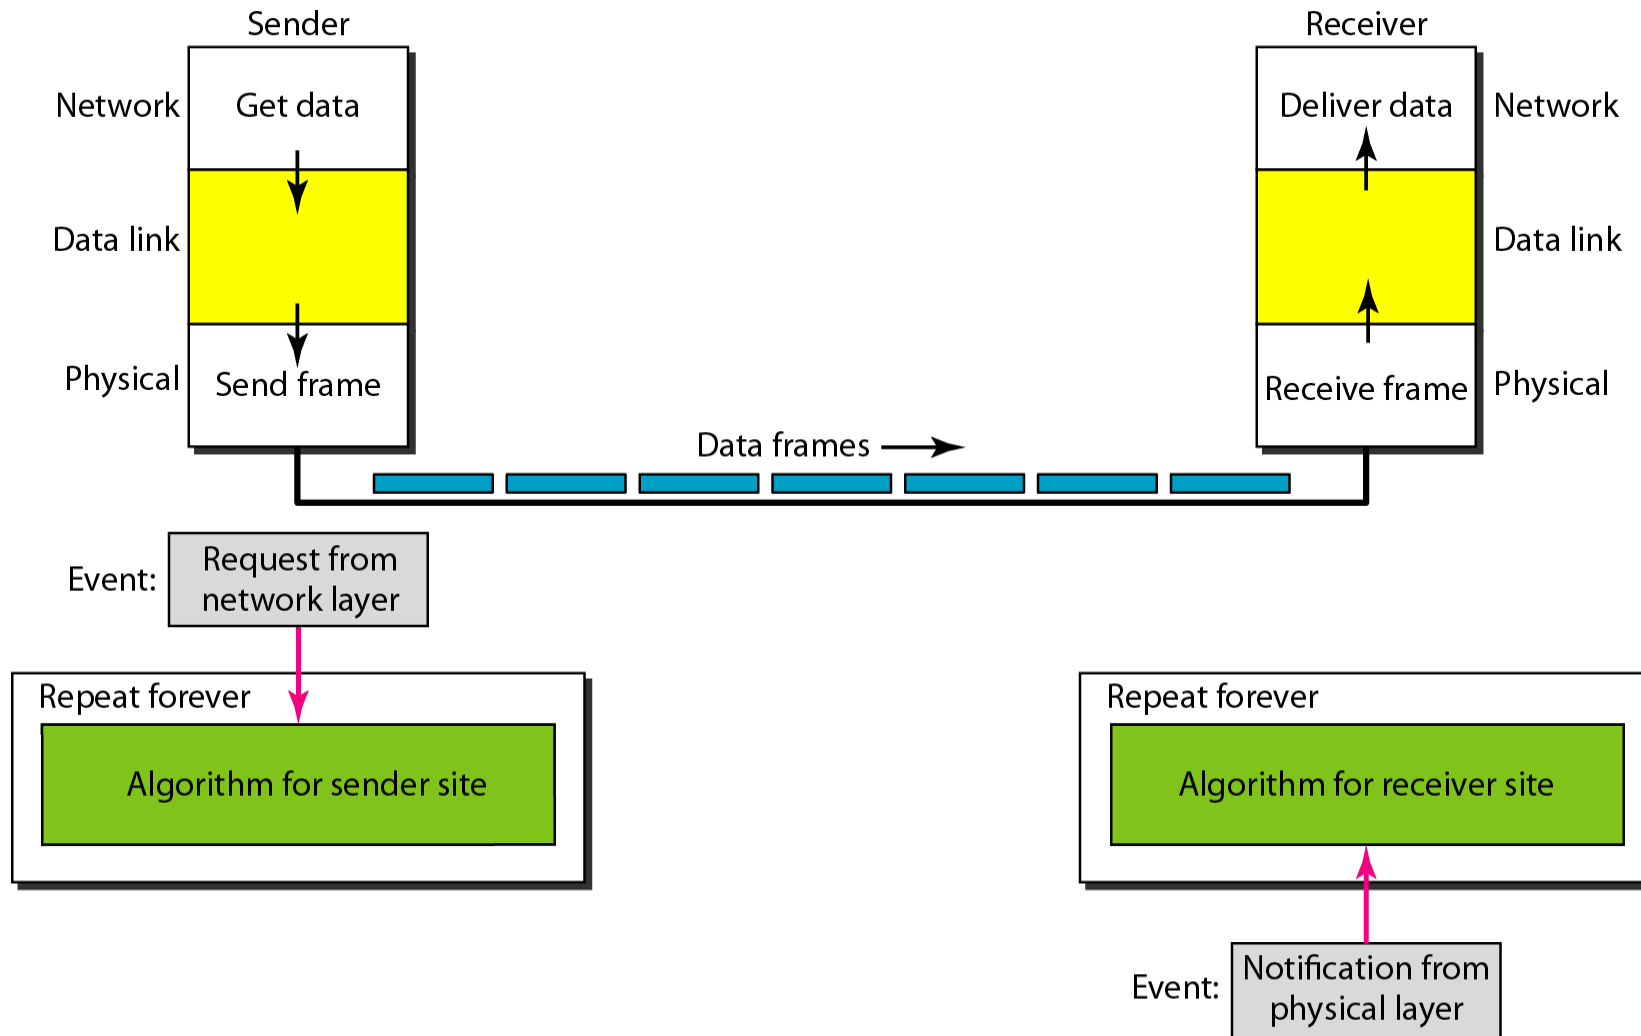 Sender
Receiver
Network
Get data
Deliver data
Network
Data link
Data link
Physical
Send frame
Receive frame
Physical
Data frames
Event:
Request from
network layer
Repeat forever
Algorithm for sender site
Repeat forever
Algorithm for receiver site
Event:
Notification from
physical layer